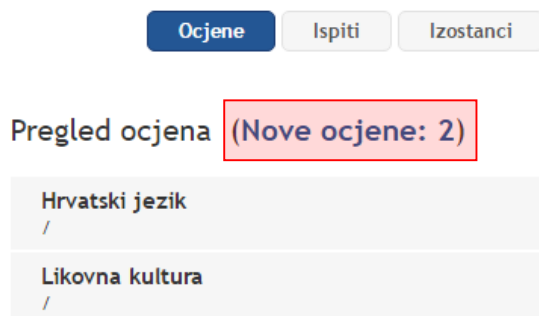 Ocjene Ispiti Izostanci
Pregled ocjena (Nove ocjene: 2)
Hrvatski jezik
/
Likovna kultura
/